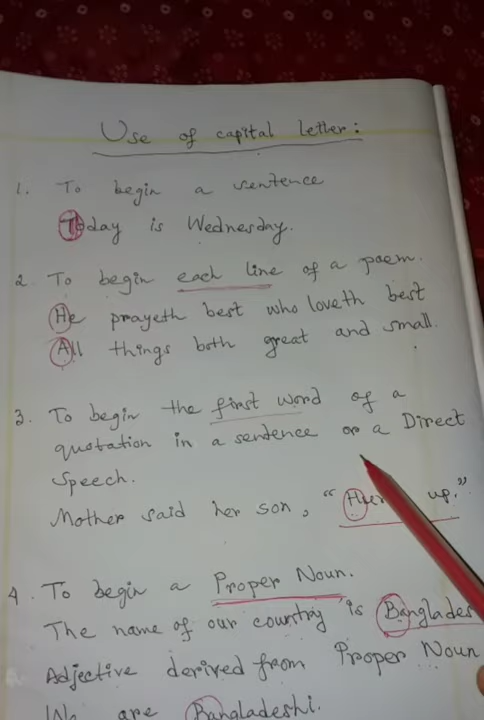 Use of capital letter:
1. To begin a sentence
Today is Wednesday.
2. To begin each line of a poem.
He prayeth best who loveth best
All things both great and small.
3. To begin the first word of a
quotation in a sentence or a Direct
Speech.
Mother said her son, " up."
4. To begin a Proper Noun.
The name of our country is Banglades
Adjective derived from Proper Noun
We are Bangladeshi.